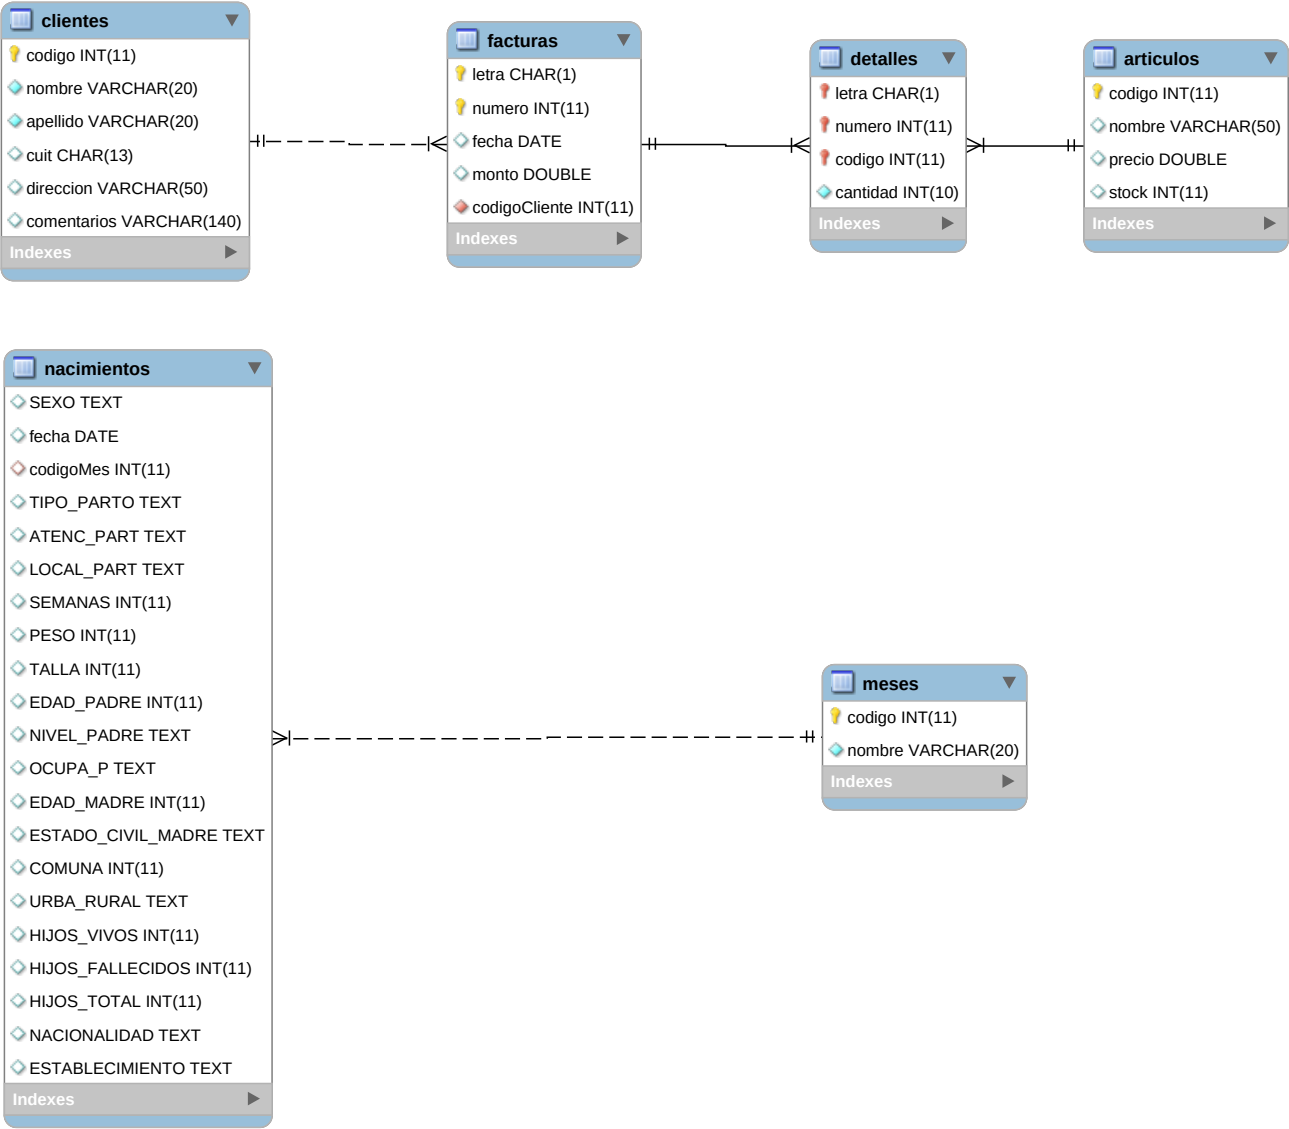 clientes
codigo INT(11)
nombre VARCHAR(20)
apellido VARCHAR(20)
cuit CHAR(13)
direccion VARCHAR(50)
comentarios VARCHAR(140)
Indexes
facturas
letra CHAR(1)
numero INT(11)
fecha DATE
monto DOUBLE
codigoCliente INT(11)
Indexes
detalles
letra CHAR(1)
numero INT(11)
codigo INT(11)
cantidad INT(10)
Indexes
articulos
codigo INT(11)
nombre VARCHAR(50)
precio DOUBLE
stock INT(11)
Indexes
nacimientos
SEXO TEXT
fecha DATE
codigoMes INT(11)
TIPO_PARTO TEXT
ATENC_PART TEXT
LOCAL_PART TEXT
SEMANAS INT(11)
PESO INT(11)
TALLA INT(11)
EDAD_PADRE INT(11)
NIVEL_PADRE TEXT
OCUPA_P TEXT
EDAD_MADRE INT(11)
ESTADO_CIVIL_MADRE TEXT
COMUNA INT(11)
URBA_RURAL TEXT
HIJOS_VIVOS INT(11)
HIJOS_FALLECIDOS INT(11)
HIJOS_TOTAL INT(11)
NACIONALIDAD TEXT
ESTABLECIMIENTO TEXT
Indexes
meses
codigo INT(11)
nombre VARCHAR(20)
Indexes